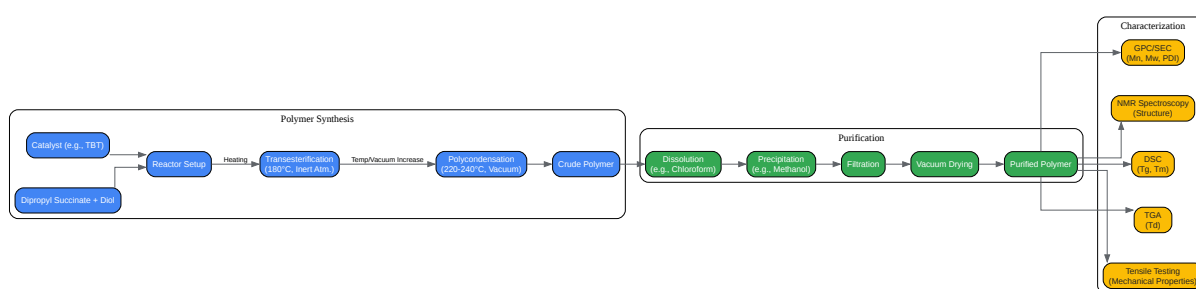 Polymer Synthesis
Catalyst (e.g., TBT)
Dipropyl Succinate + Diol
Reactor Setup
Heating
Transesterification
(180°C, Inert Atm.)
Temp/Vacuum Increase
Polycondensation
(220-240°C, Vacuum)
Crude Polymer
Purification
Dissolution
(e.g., Chloroform)
Precipitation
(e.g., Methanol)
Filtration
Vacuum Drying
Purified Polymer
Characterization
GPC/SEC
(Mn, Mw, PDI)
NMR Spectroscopy
(Structure)
DSC
(Tg, Tm)
TGA
(Td)
Tensile Testing
(Mechanical Properties)